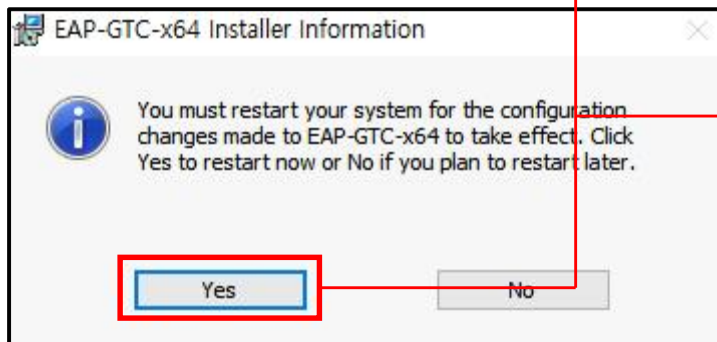 EAP-GTC-x64 Installer Information
You must restart your system for the configuration
changes made to EAP-GTC-x64 to take effect. Click
Yes to restart now or No if you plan to restart later.
Yes
No